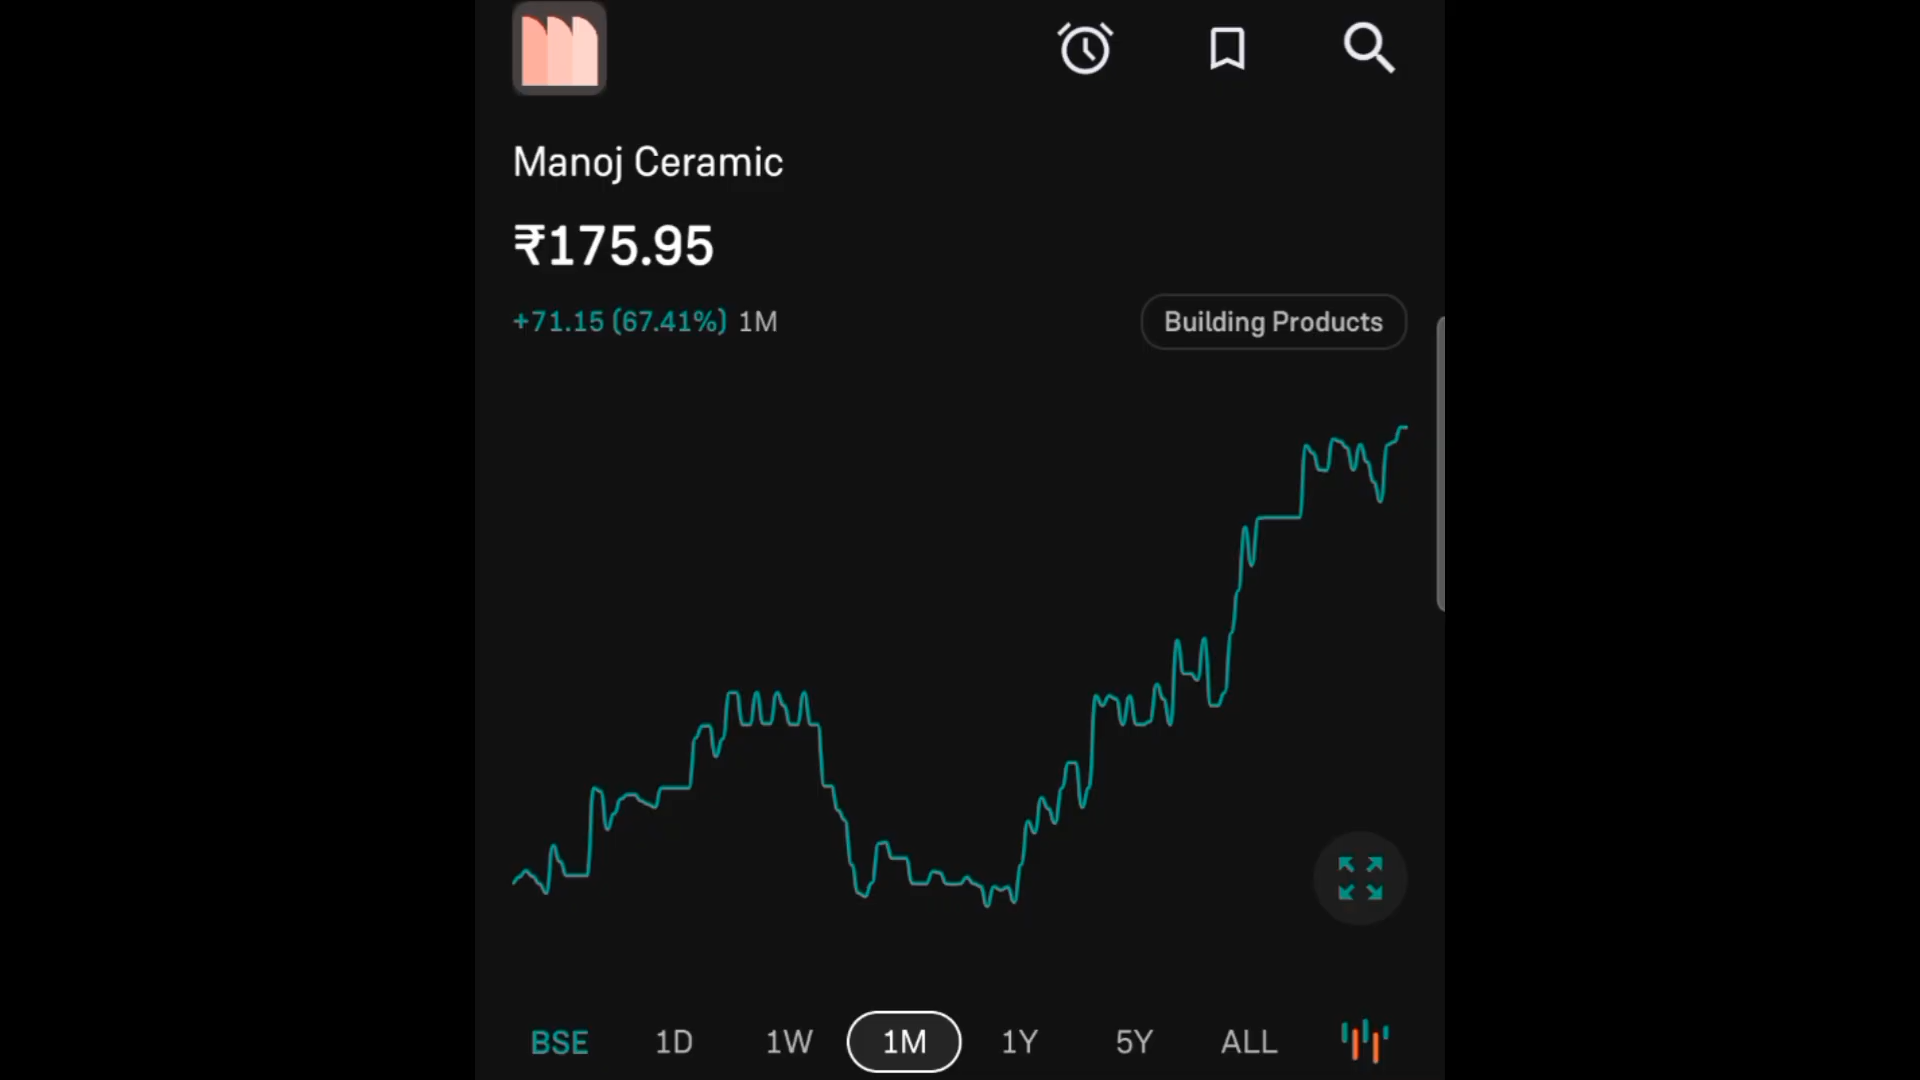 Manoj Ceramic
₹175.95
+71.15 (67.41%) 1M
Building Products
BSE 1D 1W 1M 1Y 5Y ALL